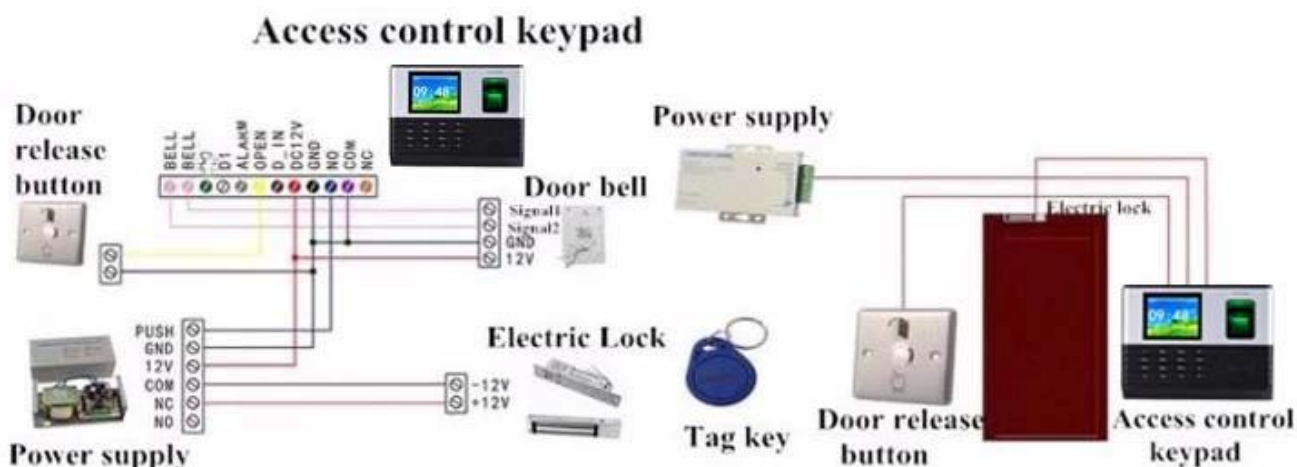 Access control keypad
09:48
Door
release
button
BELL
BELL
D1
ALARM
OPEN
D_IN
DC12V
GND
NO
COM
NC
Door bell
Signal1
Signal2
GND
12V
PUSH
GND
12V
COM
NC
NO
Power supply
Electric Lock
-12V
+12V
Tag key
Power supply
Electric lock
09:48
Door release
button
Access control
keypad